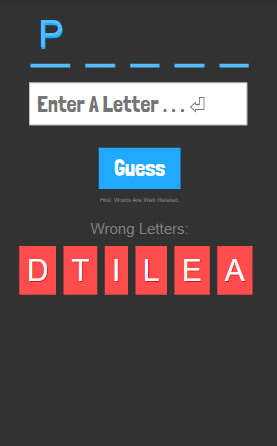 P
Enter A Letter . . . ⏎
Guess
Hint: Words Are Web Related.
Wrong Letters:
D T I L E A